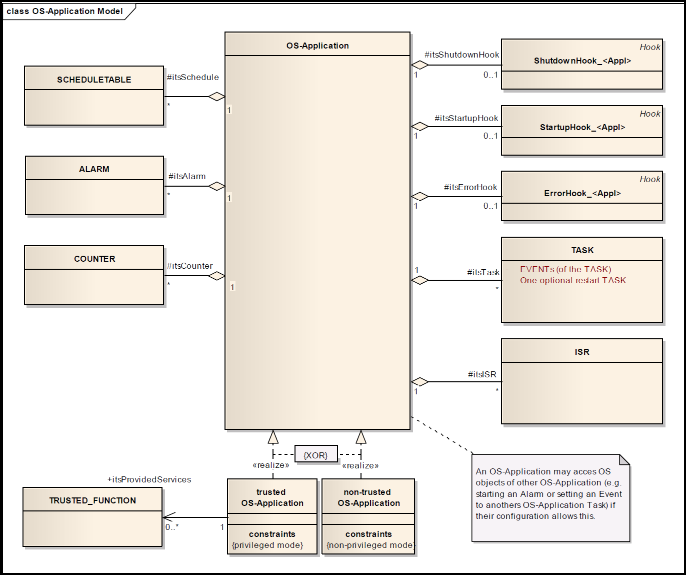 class OS-Application Model
OS-Application
#itsShutdownHook
1
0..1
Hook
ShutdownHook_<Appl>
SCHEDULETABLE
#itsSchedule
*
1
#itsStartupHook
1
0..1
Hook
StartupHook_<Appl>
ALARM
#itsAlarm
*
1
#itsErrorHook
1
0..1
Hook
ErrorHook_<Appl>
COUNTER
#itsCounter
*
1
1
#itsTask
*
TASK
EVENTs (of the TASK)
One optional restart TASK
#itsISR
1
*
ISR
{XOR}
«realize»
«realize»
An OS-Application may acces OS
objects of other OS-Application (e.g.
starting an Alarm or setting an Event
to anothers OS-Application Task) if
their configuration allows this.
+itsProvidedServices
TRUSTED_FUNCTION
0..*
1
trusted
OS-Application
constraints
{privileged mode}
non-trusted
OS-Application
constraints
{non-privileged mode}